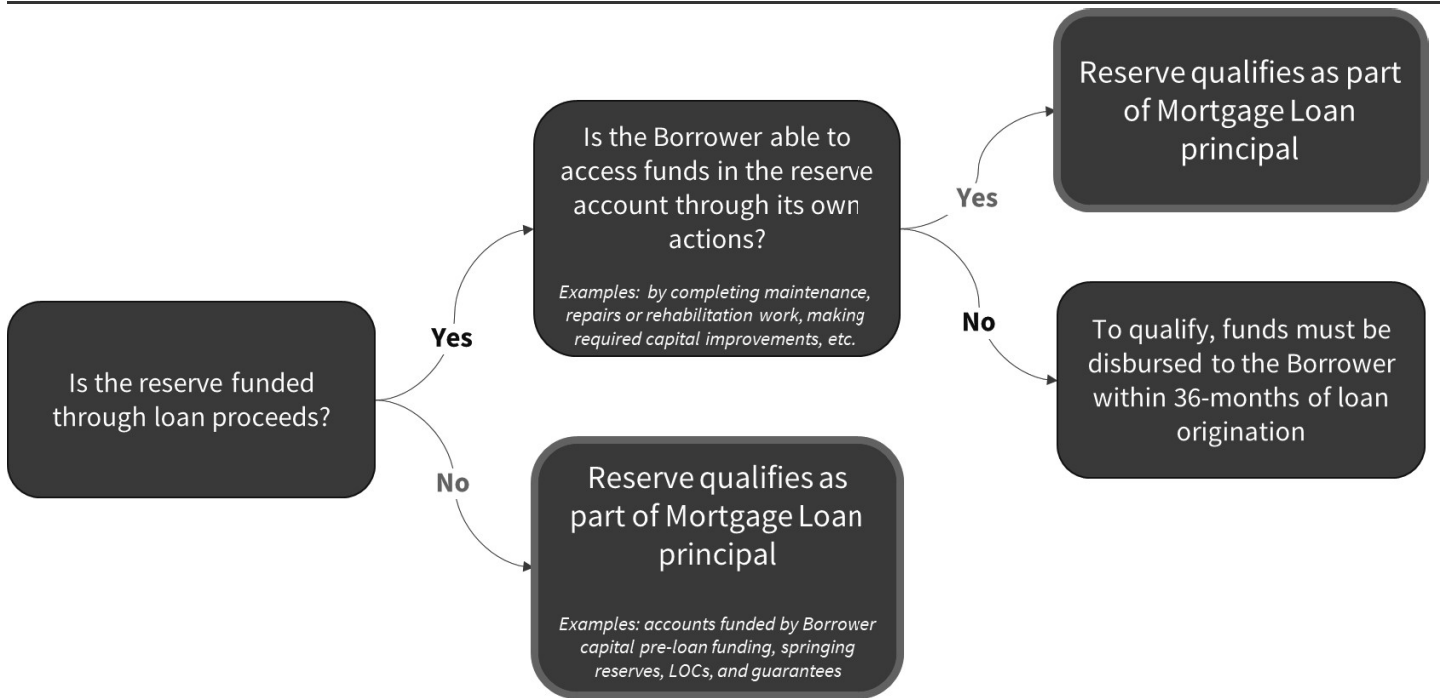 Is the reserve funded
through loan proceeds?
Yes
No
Is the Borrower able to
access funds in the reserve
account through its own
actions?
Examples:  by completing maintenance,
repairs or rehabilitation work, making
required capital improvements, etc.
Yes
No
Reserve qualifies as part
of Mortgage Loan
principal
To qualify, funds must be
disbursed to the Borrower
within 36-months of loan
origination
Reserve qualifies as
part of Mortgage Loan
principal
Examples: accounts funded by Borrower
capital pre-loan funding, springing
reserves, LOCs, and guarantees